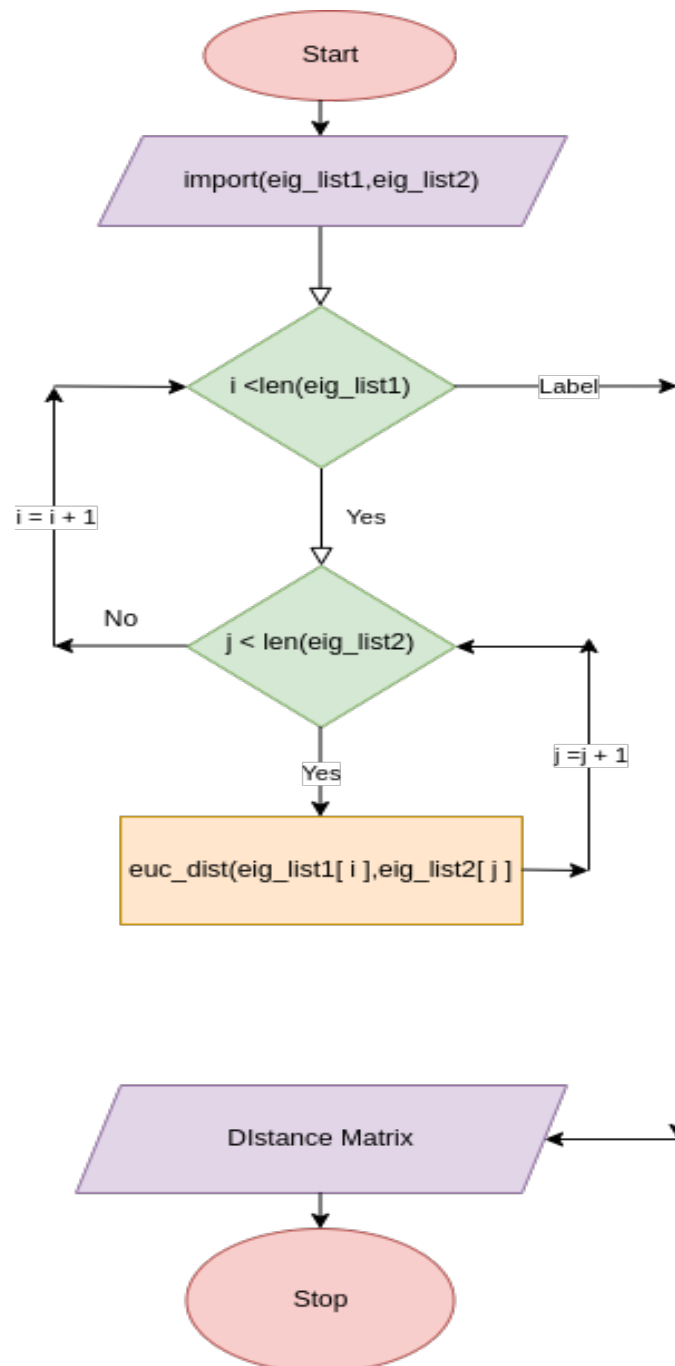 Start
import(eig_list1,eig_list2)
i <len(eig_list1)
Label
i = i + 1
Yes
No
j < len(eig_list2)
j =j + 1
Yes
euc_dist(eig_list1[ i ],eig_list2[ j ]
DIstance Matrix
Stop